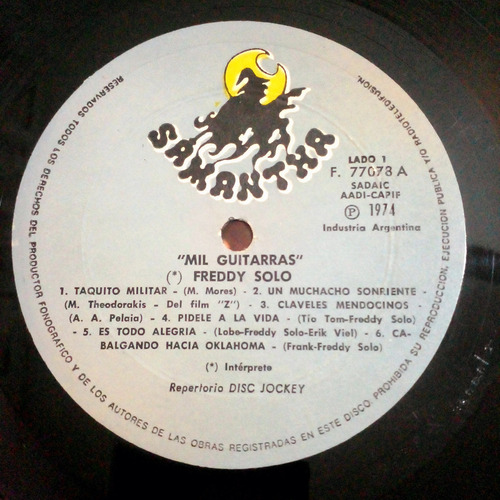 SAMANTHA
LADO 1
F. 77078 A
SADAIC
AADI-CAPIF
Ⓟ 1974
Industria Argentina
"MIL GUITARRAS"
(*) FREDDY SOLO
1. TAQUITO MILITAR - (M. Mores) - 2. UN MUCHACHO SONRIENTE -
(M. Theodorakis - Del film "Z") - 3. CLAVELES MENDOCINOS -
(A. A. Pelaia) - 4. PIDELE A LA VIDA - (Tio Tom-Freddy Solo)
- 5. ES TODO ALEGRIA - (Lobo-Freddy Solo-Erik Viel) - 6. CA-
BALGANDO HACIA OKLAHOMA - (Frank-Freddy Solo)
(*) Intérprete
Repertorio DISC JOCKEY
RESERVADOS TODOS LOS DERECHOS DEL PRODUCTOR FONOGRAFICO Y DE LOS AUTORES DE LAS OBRAS REGISTRADAS EN ESTE DISCO. PROHIBIDA SU REPRODUCCION, EJECUCION PUBLICA Y/O RADIOTELEDIFUSION.